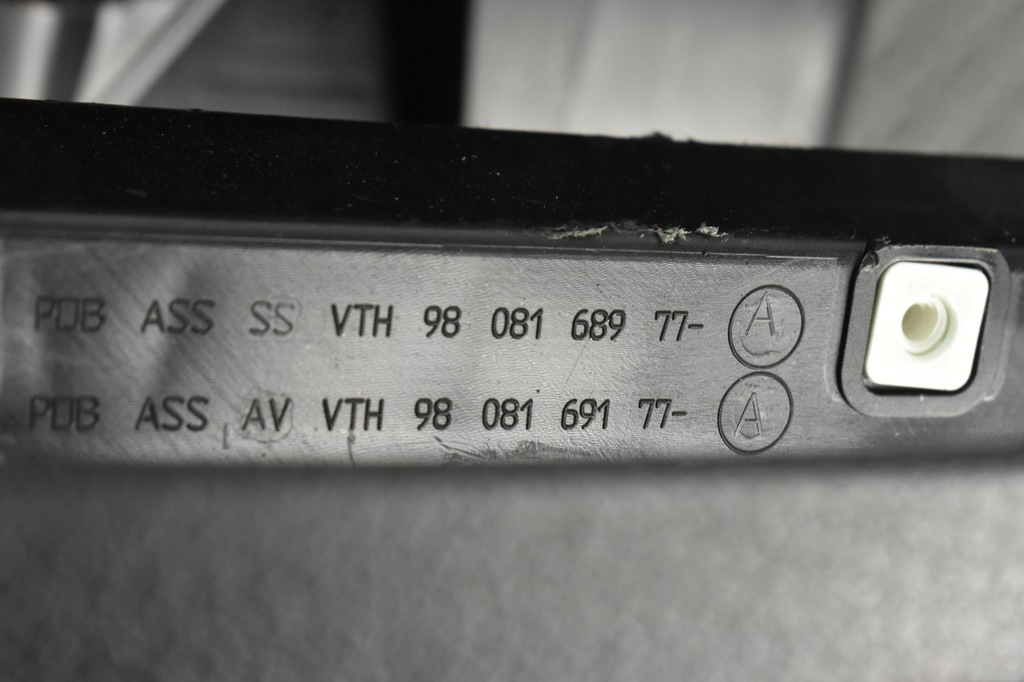 PDB ASS SS VTH 98 081 689 77- A
PDB ASS AV VTH 98 081 691 77- A